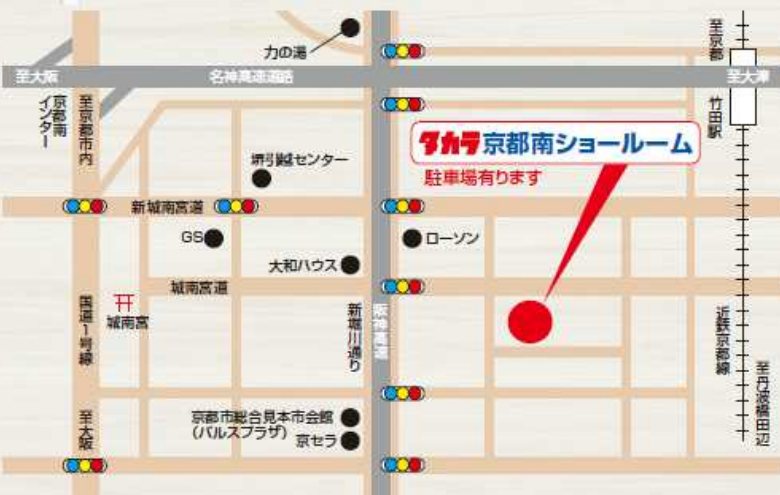 力の湯
至京都
至大阪
名神高速道路
至大津
京都南
インター
至京都市内
竹田駅
タカラ京都南ショールーム
駐車場有ります
堺引越センター
新城南宮道
GS
ローソン
大和ハウス
城南宮道
城南宮
国道1号線
新堀川通り
阪神高速
近鉄京都線
至丹波橋田辺
至大阪
京都市総合見本市会館
(パルスプラザ)
京セラ